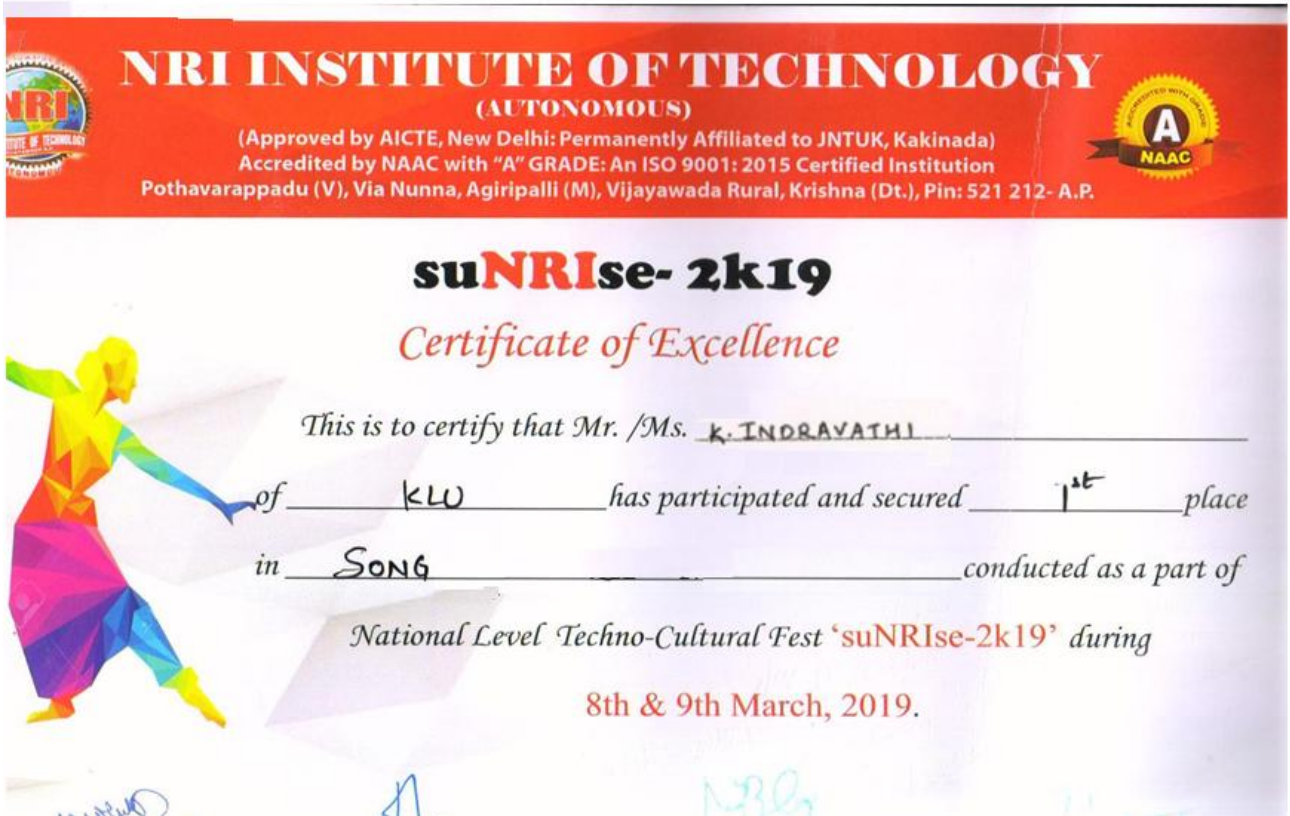 NRI INSTITUTE OF TECHNOLOGY
(AUTONOMOUS)
(Approved by AICTE, New Delhi: Permanently Affiliated to JNTUK, Kakinada)
Accredited by NAAC with “A” GRADE: An ISO 9001: 2015 Certified Institution
Pothavarappadu (V), Via Nunna, Agiripalli (M), Vijayawada Rural, Krishna (Dt.), Pin: 521 212- A.P.
NRI
ACCREDITED WITH GRADE
A
NAAC
suNRIse- 2k19
Certificate of Excellence
This is to certify that Mr. /Ms. K. INDRAVATHI
of KLU has participated and secured 1st place
in SONG conducted as a part of
National Level Techno-Cultural Fest ‘suNRIse-2k19’ during
8th & 9th March, 2019.